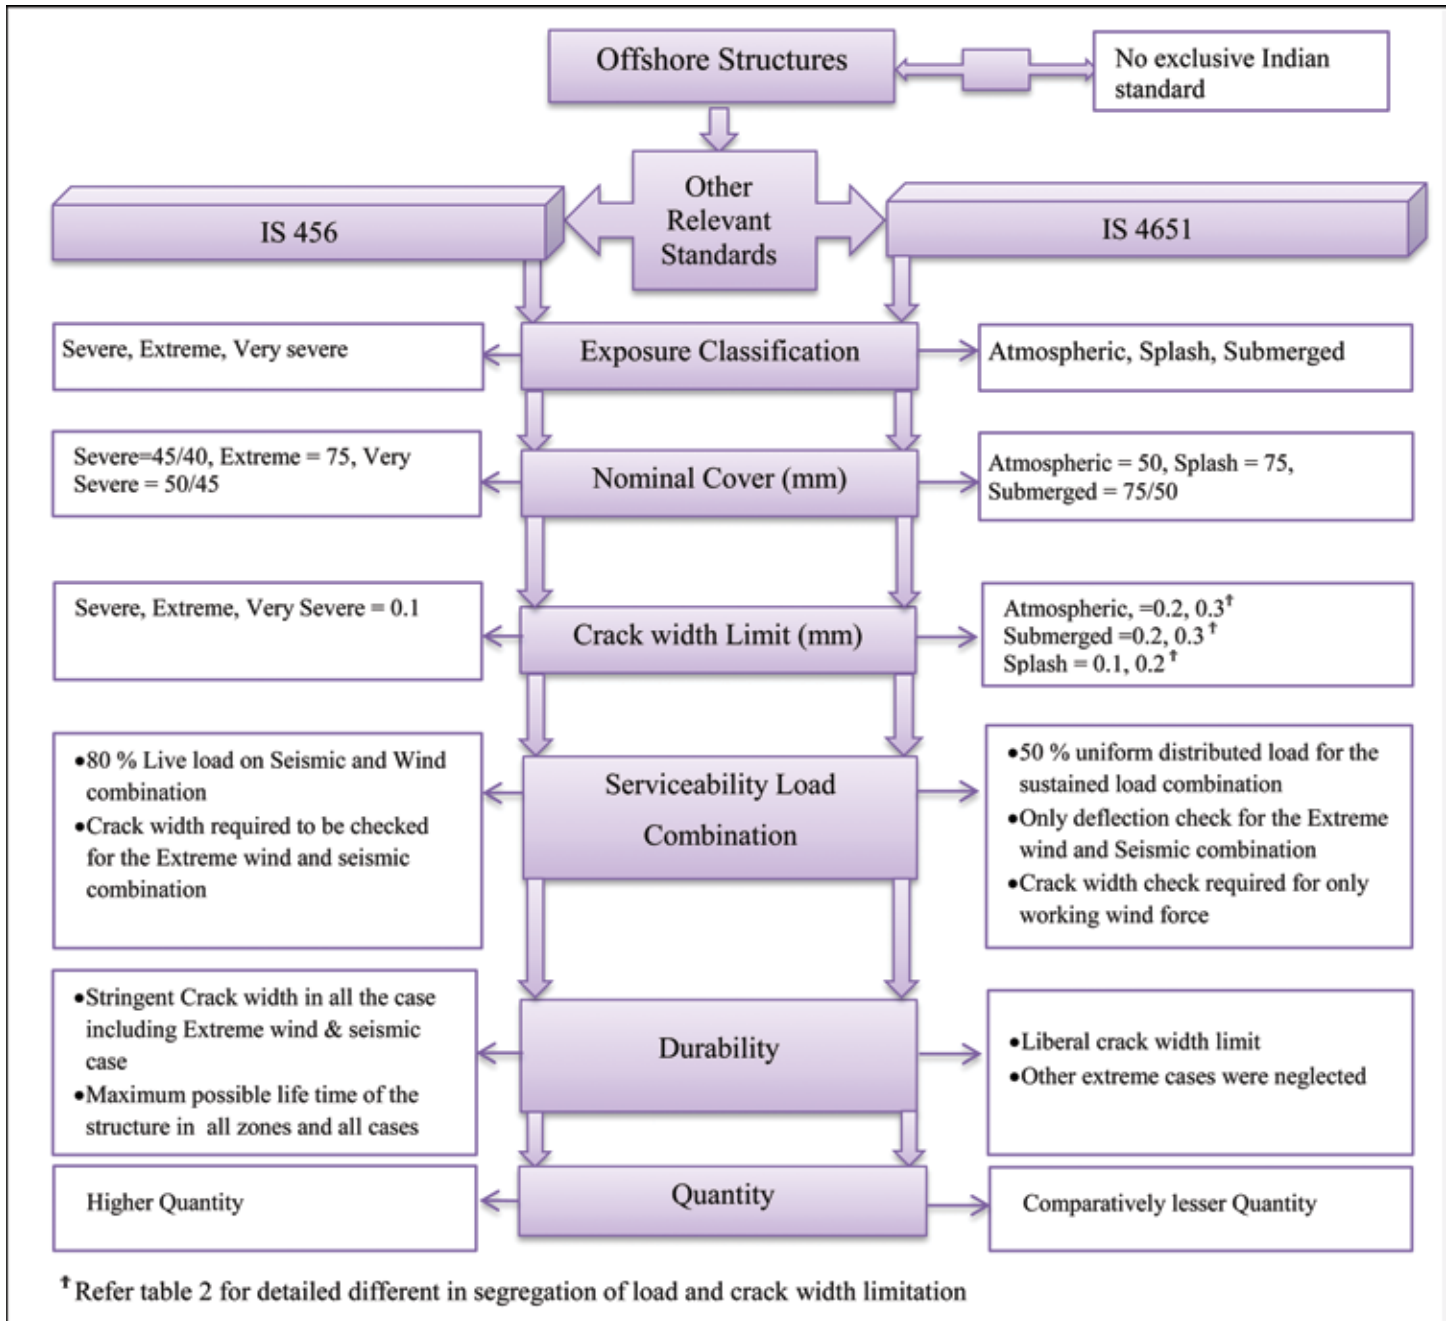 Offshore Structures
No exclusive Indian
standard
Other
Relevant
Standards
IS 456
IS 4651
Severe, Extreme, Very severe
Exposure Classification
Atmospheric, Splash, Submerged
Severe=45/40, Extreme = 75, Very
Severe = 50/45
Nominal Cover (mm)
Atmospheric = 50, Splash = 75,
Submerged = 75/50
Severe, Extreme, Very Severe = 0.1
Crack width Limit (mm)
Atmospheric, =0.2, 0.3†
Submerged =0.2, 0.3†
Splash = 0.1, 0.2†
•80 % Live load on Seismic and Wind
combination
•Crack width required to be checked
for the Extreme wind and seismic
combination
Serviceability Load
Combination
•50 % uniform distributed load for the
sustained load combination
•Only deflection check for the Extreme
wind and Seismic combination
•Crack width check required for only
working wind force
•Stringent Crack width in all the case
including Extreme wind & seismic
case
•Maximum possible life time of the
structure in all zones and all cases
Durability
•Liberal crack width limit
•Other extreme cases were neglected
Higher Quantity
Quantity
Comparatively lesser Quantity
†Refer table 2 for detailed different in segregation of load and crack width limitation